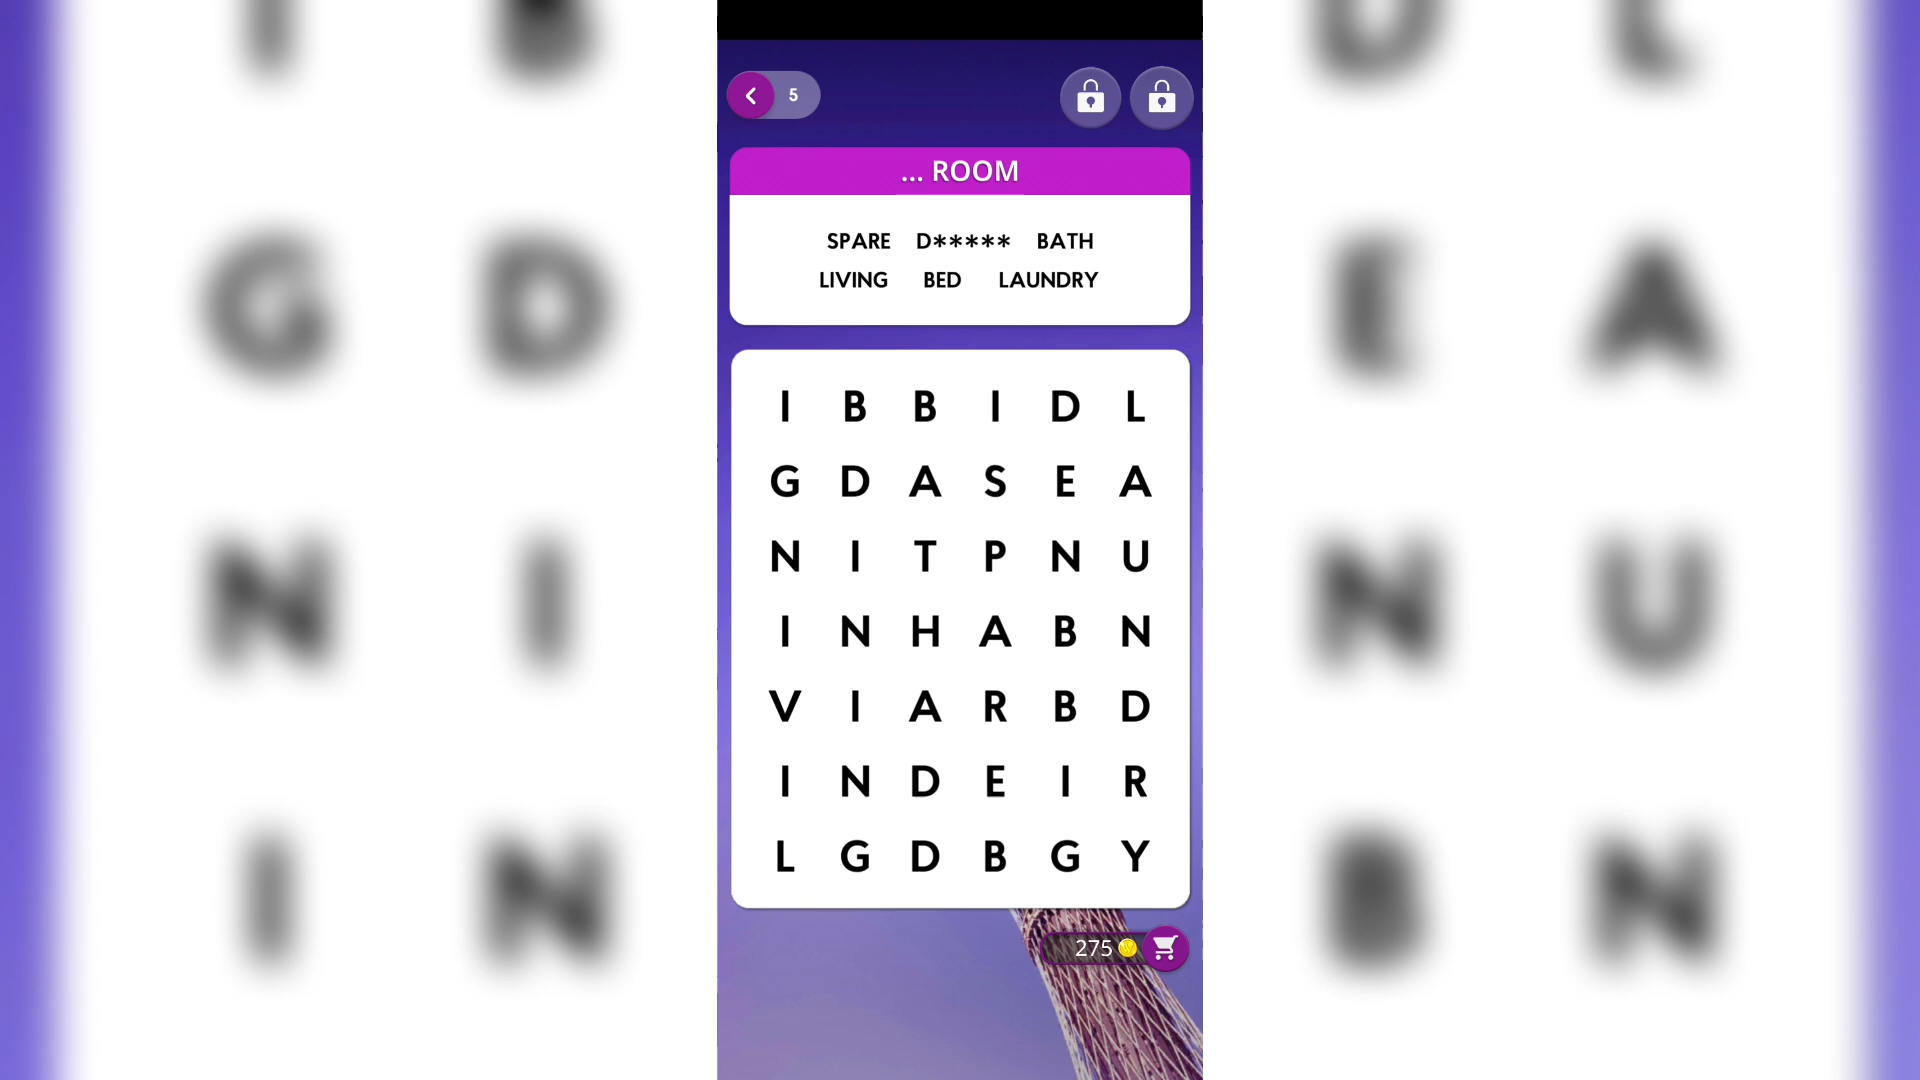 5
... ROOM
SPARE D***** BATH
LIVING BED LAUNDRY
I B B I D L
G D A S E A
N I T P N U
I N H A B N
V I A R B D
I N D E I R
L G D B G Y
275